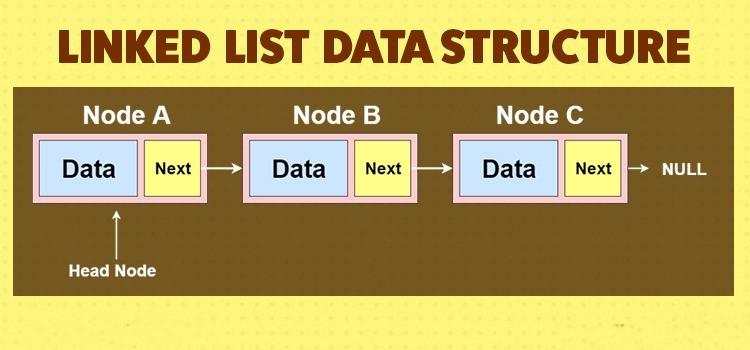 LINKED LIST DATA STRUCTURE
Node A
Node B
Node C
Data
Next
Data
Next
Data
Next
NULL
Head Node